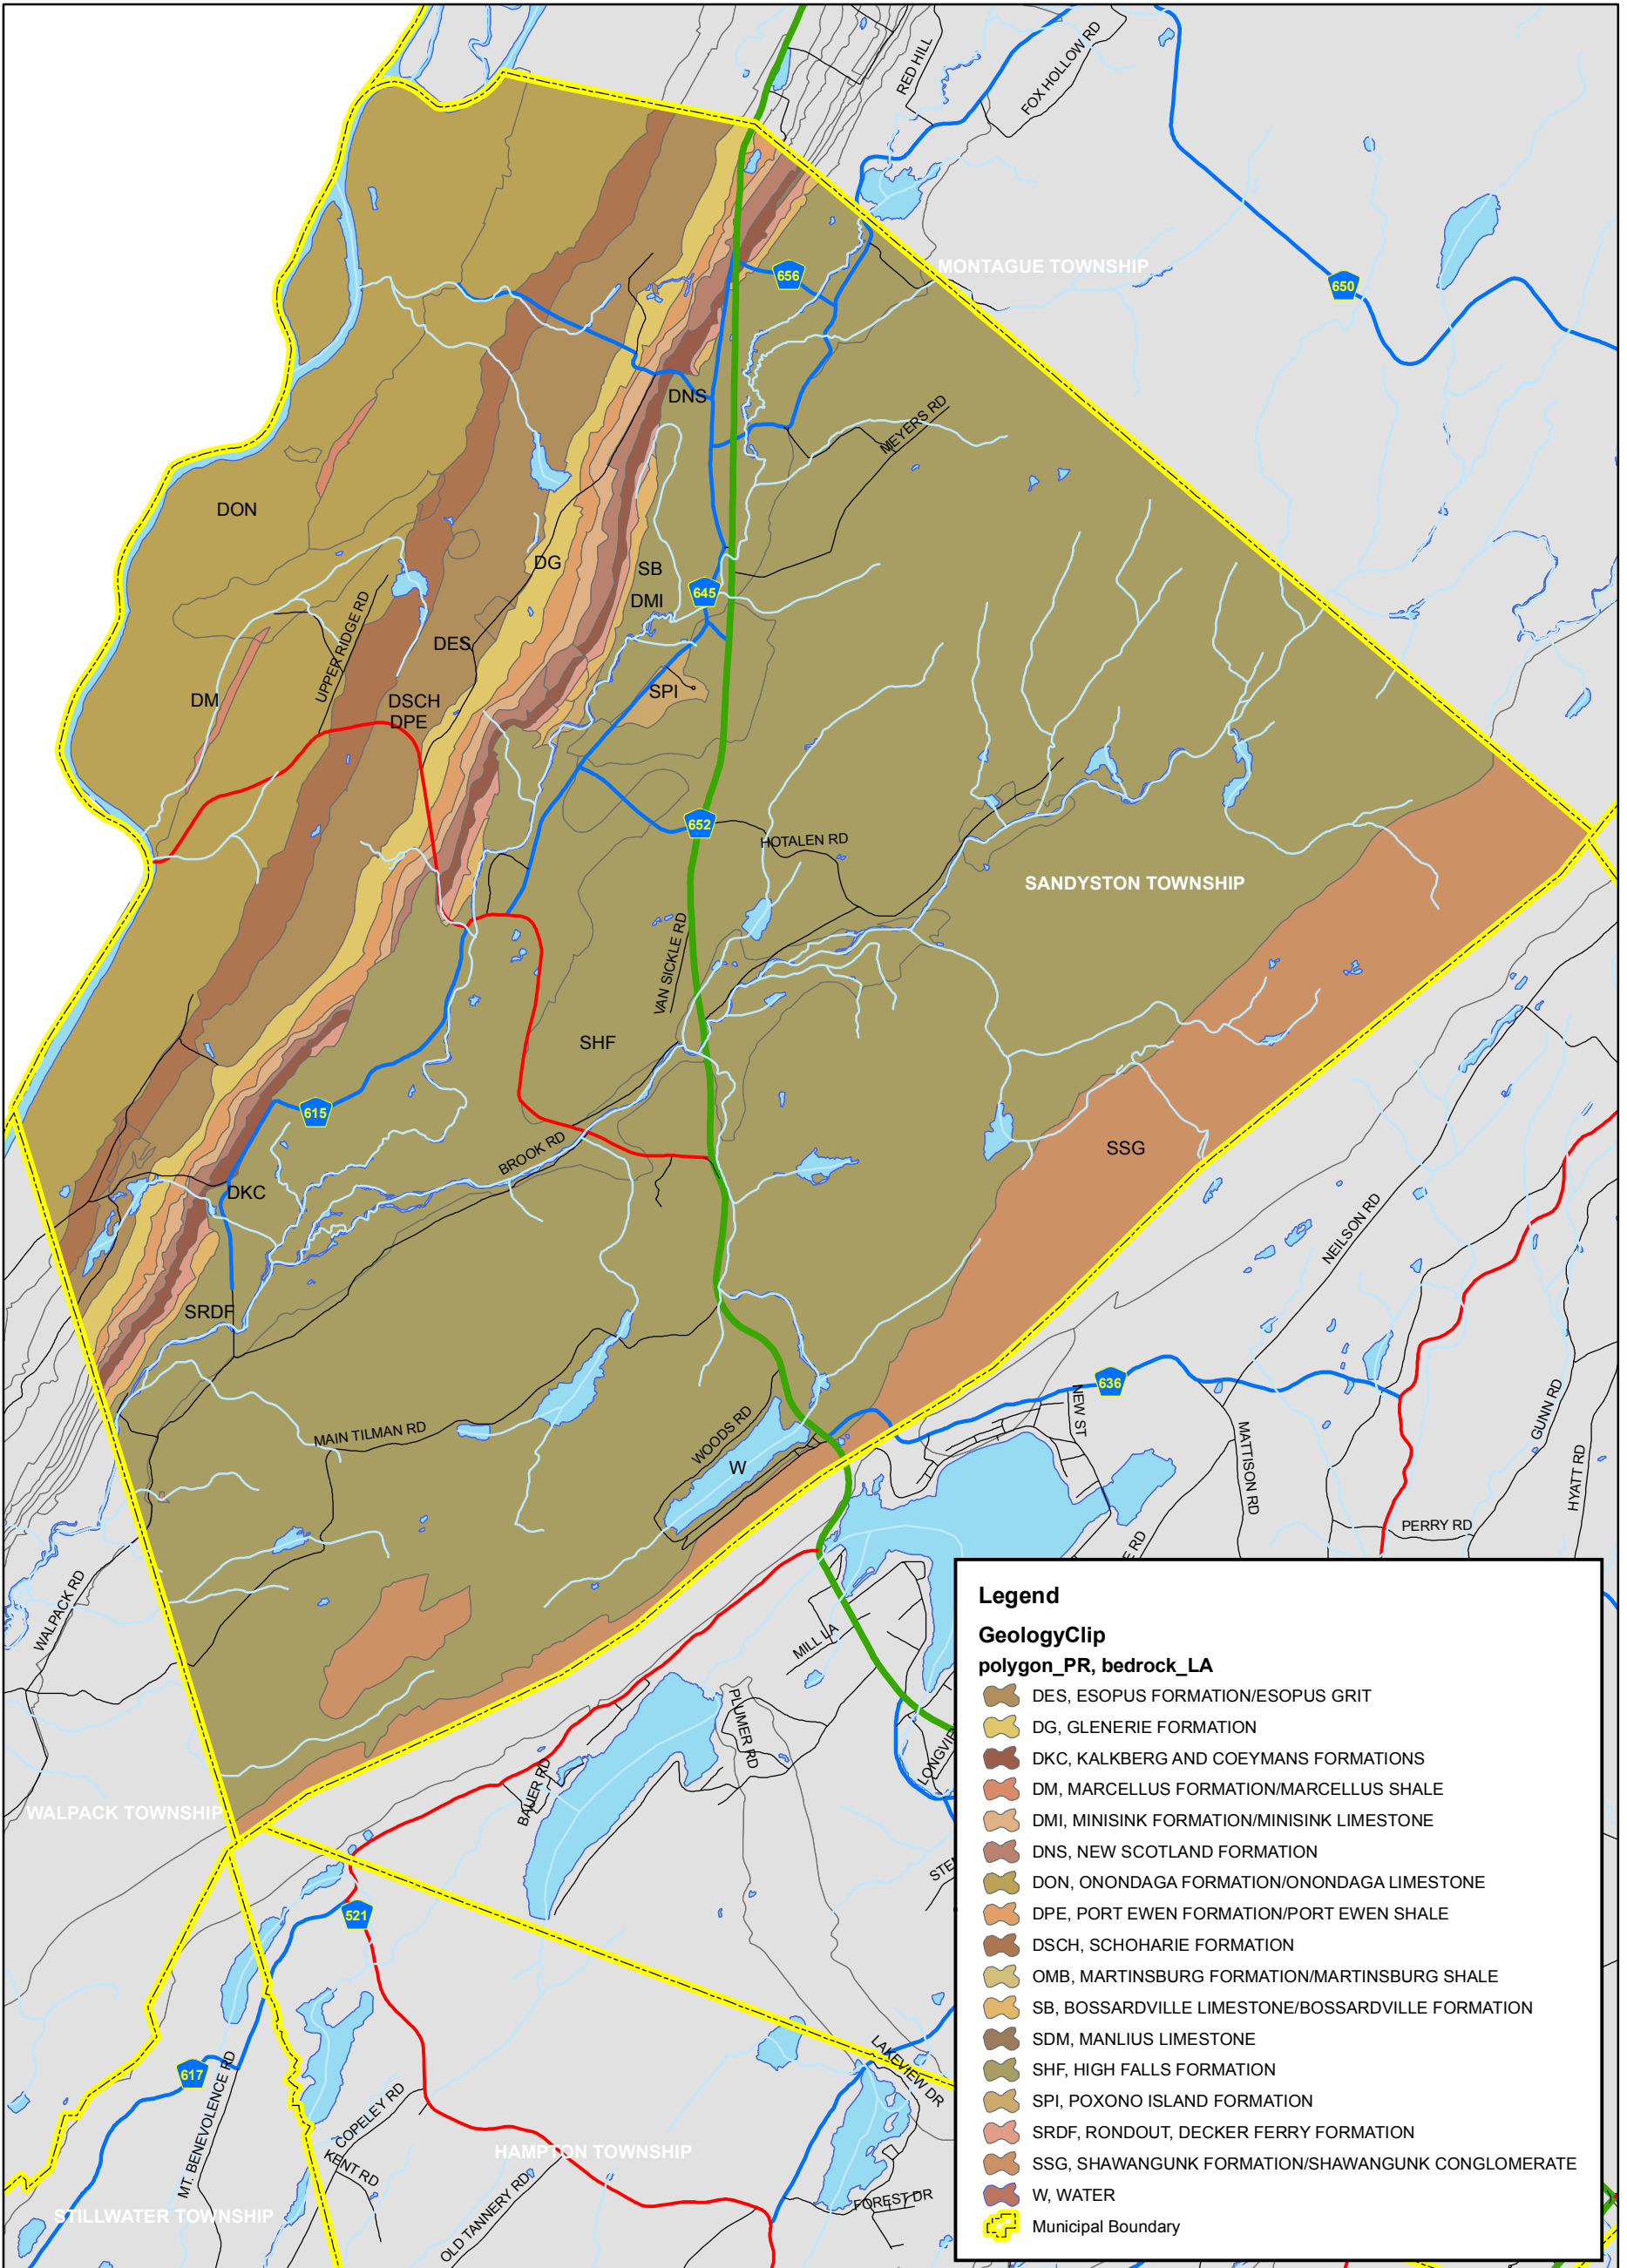 RED HILL
FOX HOLLOW RD
MONTAGUE TOWNSHIP
656
650
DNS
MEYERS RD
DON
DG
SB
645
DMI
UPPER RIDGE RD
DES
SPI
DM
DSCH
DPE
652
HOTALEN RD
SANDYSTON TOWNSHIP
VAN SICKLE RD
SHF
615
BROOK RD
SSG
DKC
NEILSON RD
SRDF
636
NEW ST
MAIN TILMAN RD
WOODS RD
W
MATTISON RD
GUNN RD
HYATT RD
PERRY RD
E RD
WALPACK RD
MILL LA
PLUMER RD
LONGVIE
BAUER RD
WALPACK TOWNSHIP
STE
521
617
MT. BENEVOLENCE RD
COPELEY RD
KENT RD
LAKEVIEW DR
HAMPTON TOWNSHIP
OLD TANNERY RD
FOREST DR
STILLWATER TOWNSHIP
Legend
GeologyClip
polygon_PR, bedrock_LA
DES, ESOPUS FORMATION/ESOPUS GRIT
DG, GLENERIE FORMATION
DKC, KALKBERG AND COEYMANS FORMATIONS
DM, MARCELLUS FORMATION/MARCELLUS SHALE
DMI, MINISINK FORMATION/MINISINK LIMESTONE
DNS, NEW SCOTLAND FORMATION
DON, ONONDAGA FORMATION/ONONDAGA LIMESTONE
DPE, PORT EWEN FORMATION/PORT EWEN SHALE
DSCH, SCHOHARIE FORMATION
OMB, MARTINSBURG FORMATION/MARTINSBURG SHALE
SB, BOSSARDVILLE LIMESTONE/BOSSARDVILLE FORMATION
SDM, MANLIUS LIMESTONE
SHF, HIGH FALLS FORMATION
SPI, POXONO ISLAND FORMATION
SRDF, RONDOUT, DECKER FERRY FORMATION
SSG, SHAWANGUNK FORMATION/SHAWANGUNK CONGLOMERATE
W, WATER
Municipal Boundary